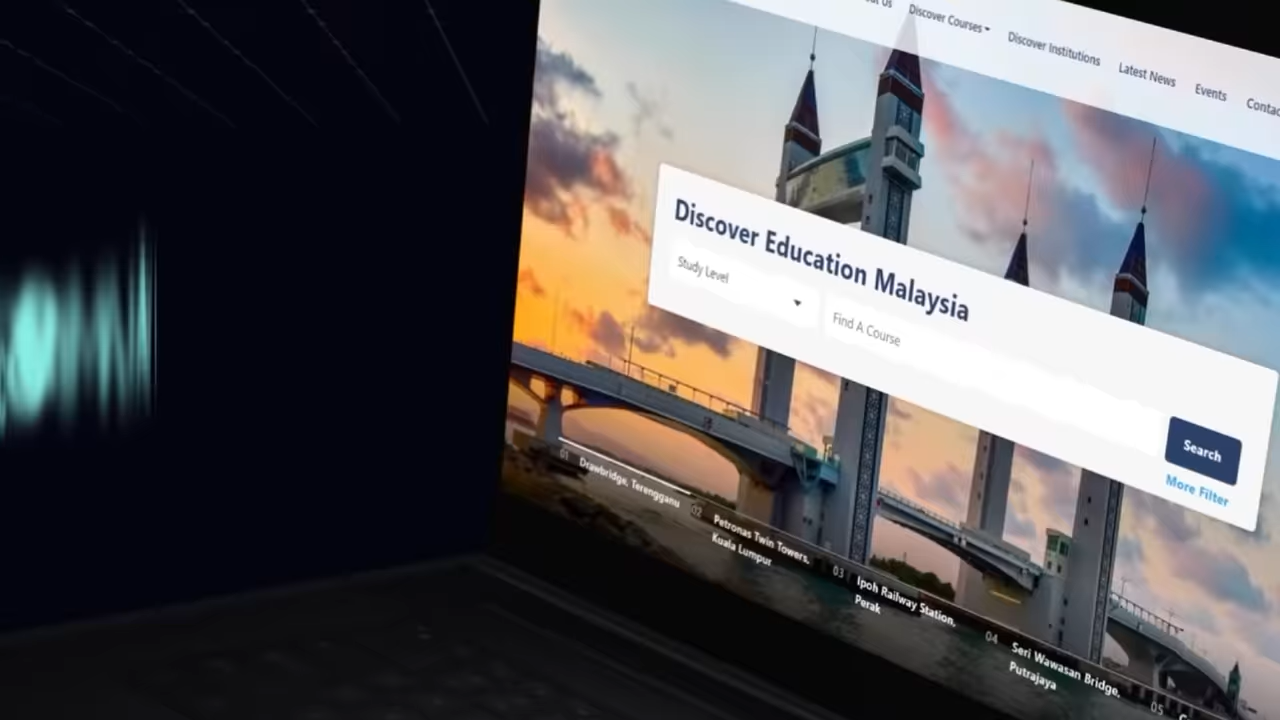 Discover Courses
Discover Institutions
Latest News
Events
Discover Education Malaysia
Study Level
Find A Course
Search
More Filter
01 Drawbridge, Terengganu
02 Petronas Twin Towers,
Kuala Lumpur
03 Ipoh Railway Station,
Perak
04 Seri Wawasan Bridge,
Putrajaya
05